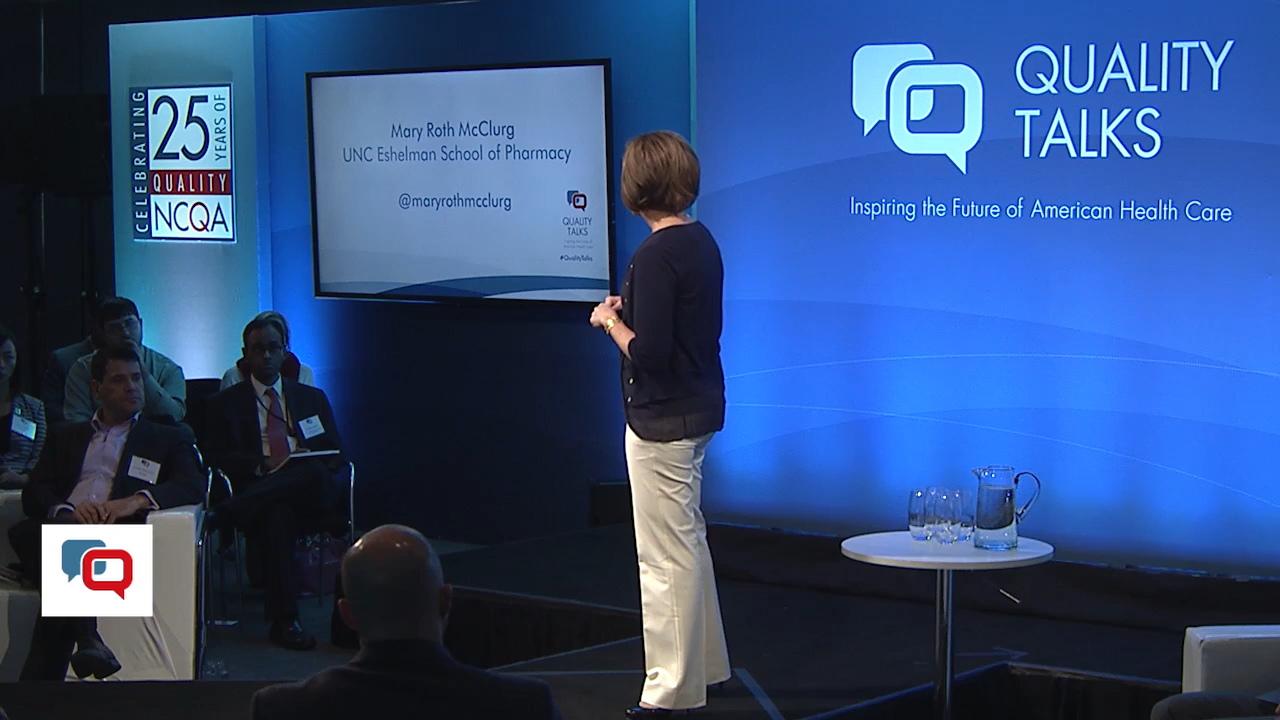 CELEBRATING
25
YEARS OF
QUALITY
NCQA
Mary Roth McClurg
UNC Eshelman School of Pharmacy
@maryrothmcclurg
QUALITY
TALKS
#QualityTalks
QUALITY
TALKS
Inspiring the Future of American Health Care